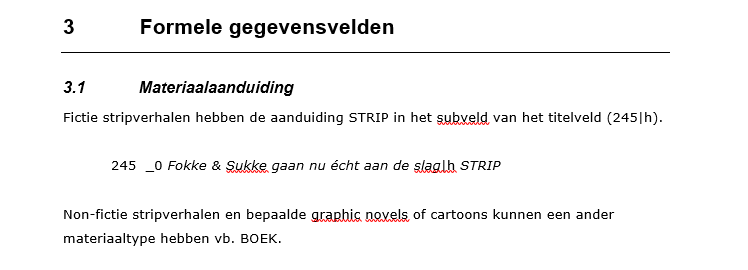 3 Formele gegevensvelden
3.1 Materiaalaanduiding
Fictie stripverhalen hebben de aanduiding STRIP in het subveld van het titelveld (245|h).
245 _0 Fokke & Sukke gaan nu écht aan de slag|h STRIP
Non-fictie stripverhalen en bepaalde graphic novels of cartoons kunnen een ander
materiaaltype hebben vb. BOEK.